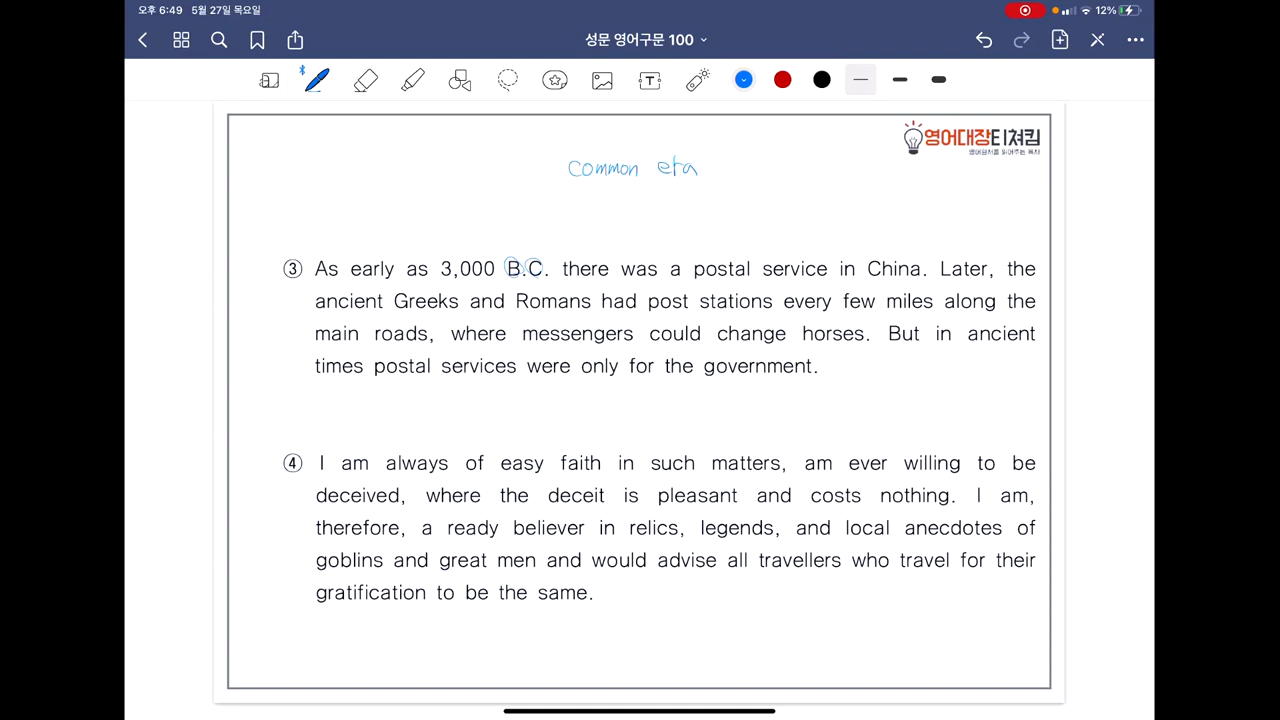 오후 6:49 5월 27일 목요일
12%
성문 영어구문 100
T
영어대장티쳐킴
common era
③ As early as 3,000 B.C. there was a postal service in China. Later, the
ancient Greeks and Romans had post stations every few miles along the
main roads, where messengers could change horses. But in ancient
times postal services were only for the government.
④ I am always of easy faith in such matters, am ever willing to be
deceived, where the deceit is pleasant and costs nothing. I am,
therefore, a ready believer in relics, legends, and local anecdotes of
goblins and great men and would advise all travellers who travel for their
gratification to be the same.